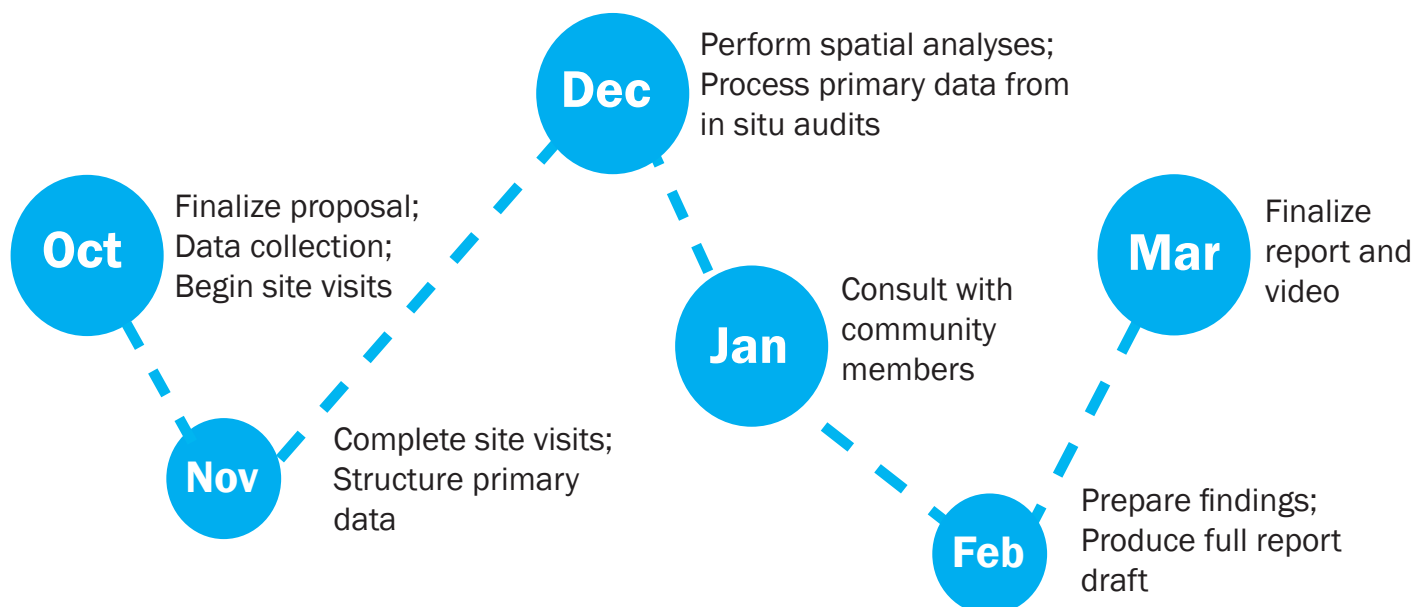 Oct
Finalize proposal;
Data collection;
Begin site visits
Nov
Complete site visits;
Structure primary
data
Dec
Perform spatial analyses;
Process primary data from
in situ audits
Jan
Consult with
community
members
Feb
Prepare findings;
Produce full report
draft
Mar
Finalize
report and
video